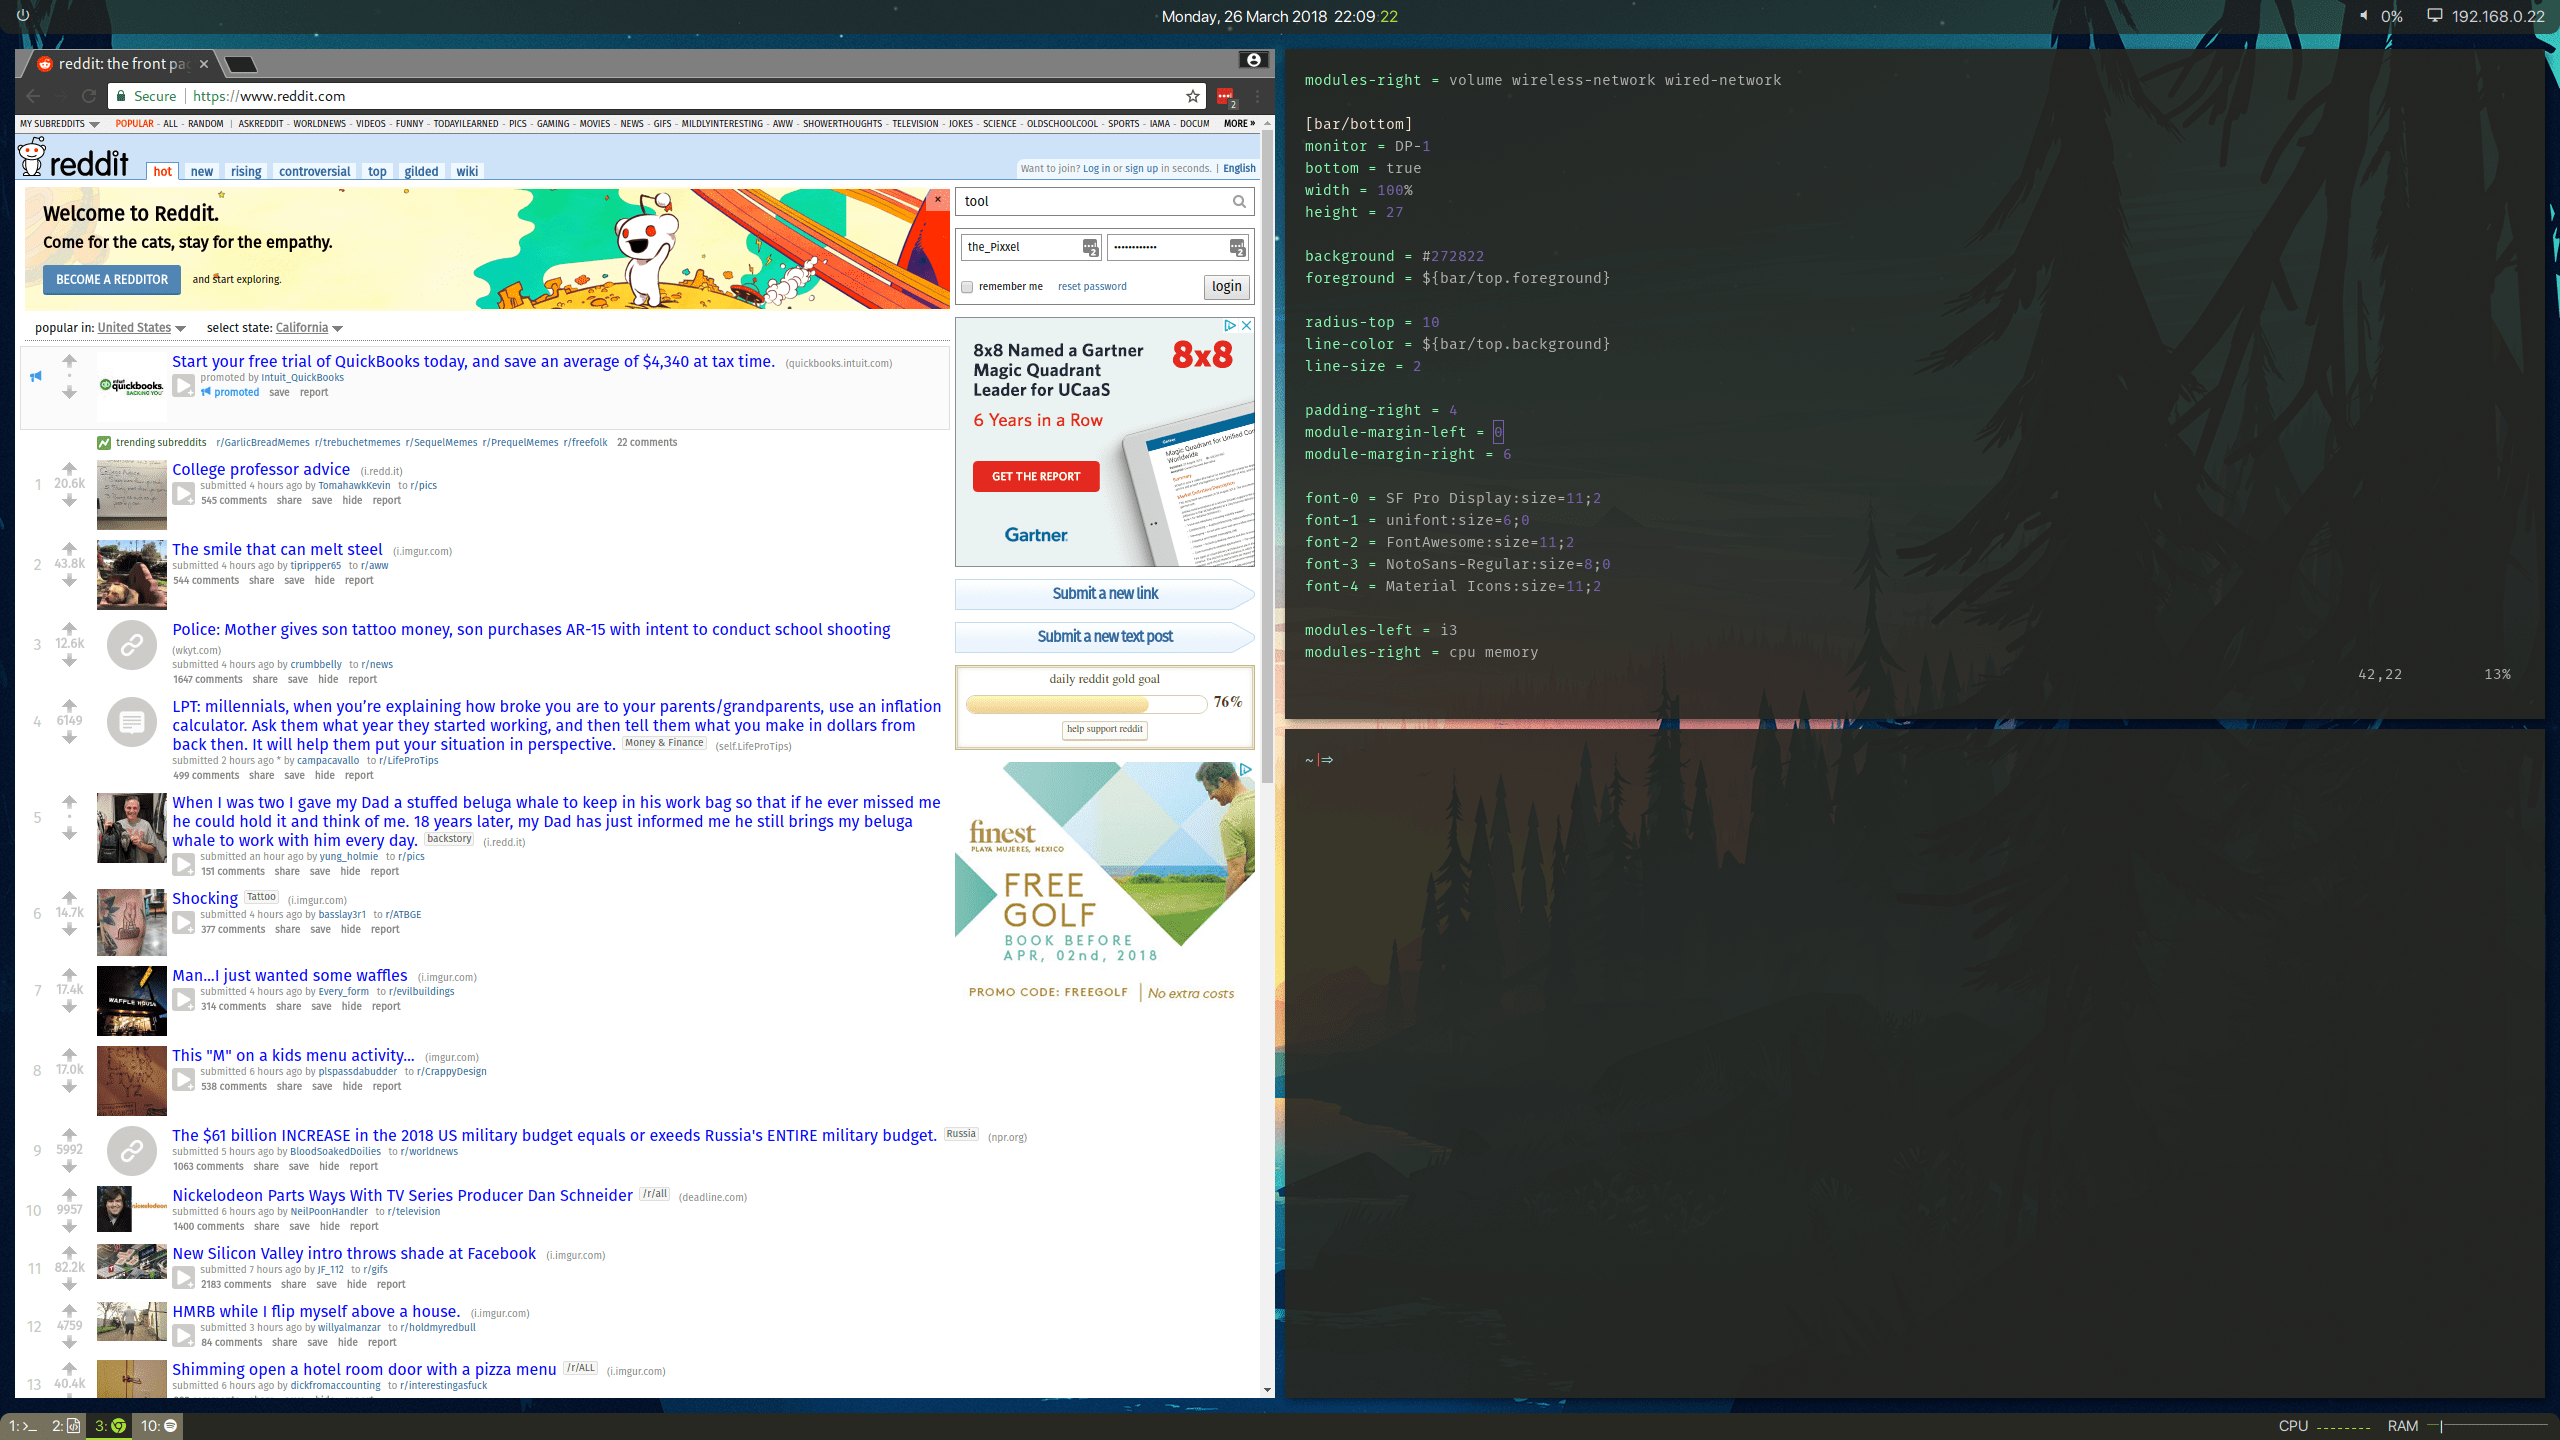 Monday, 26 March 2018 22:09:22
0% 192.168.0.22
reddit: the front pa
Secure https://www.reddit.com
2
MY SUBREDDITS POPULAR - ALL - RANDOM | ASKREDDIT - WORLDNEWS - VIDEOS - FUNNY - TODAYILEARNED - PICS - GAMING - MOVIES - NEWS - GIFS - MILDLYINTERESTING - AWW - SHOWERTHOUGHTS - TELEVISION - JOKES - SCIENCE - OLDSCHOOLCOOL - SPORTS - IAMA - DOCUM MORE »
reddit hot new rising controversial top gilded wiki
Want to join? Log in or sign up in seconds. | English
Welcome to Reddit.
Come for the cats, stay for the empathy.
BECOME A REDDITOR and start exploring.
popular in: United States select state: California
Start your free trial of QuickBooks today, and save an average of $4,340 at tax time. (quickbooks.intuit.com)
promoted by Intuit_QuickBooks
promoted save report
intuit
quickbooks.
BACKING YOU
trending subreddits r/GarlicBreadMemes r/trebuchetmemes r/SequelMemes r/PrequelMemes r/freefolk 22 comments
1 20.6k
College professor advice (i.redd.it)
submitted 4 hours ago by TomahawkKevin to r/pics
545 comments share save hide report
2 43.8k
The smile that can melt steel (i.imgur.com)
submitted 4 hours ago by tipripper65 to r/aww
544 comments share save hide report
3 12.6k
Police: Mother gives son tattoo money, son purchases AR-15 with intent to conduct school shooting
(wkyt.com)
submitted 4 hours ago by crumbbelly to r/news
1647 comments share save hide report
4 6149
LPT: millennials, when you're explaining how broke you are to your parents/grandparents, use an inflation
calculator. Ask them what year they started working, and then tell them what you make in dollars from
back then. It will help them put your situation in perspective. Money & Finance (self.LifeProTips)
submitted 2 hours ago * by campacavallo to r/LifeProTips
499 comments share save hide report
5 •
When I was two I gave my Dad a stuffed beluga whale to keep in his work bag so that if he ever missed me
he could hold it and think of me. 18 years later, my Dad has just informed me he still brings my beluga
whale to work with him every day. backstory (i.redd.it)
submitted an hour ago by yung_holmie to r/pics
151 comments share save hide report
6 14.7k
Shocking Tattoo (i.imgur.com)
submitted 4 hours ago by basslay3r1 to r/ATBGE
377 comments share save hide report
7 17.4k
WAFFLE HOUSE
Man...I just wanted some waffles (i.imgur.com)
submitted 4 hours ago by Every_form to r/evilbuildings
314 comments share save hide report
8 17.0k
This "M" on a kids menu activity... (imgur.com)
submitted 6 hours ago by plspassdabudder to r/CrappyDesign
538 comments share save hide report
9 5992
The $61 billion INCREASE in the 2018 US military budget equals or exeeds Russia's ENTIRE military budget. Russia (npr.org)
submitted 5 hours ago by BloodSoakedDoilies to r/worldnews
1063 comments share save hide report
10 9957
nickelodeon
Nickelodeon Parts Ways With TV Series Producer Dan Schneider /r/all (deadline.com)
submitted 6 hours ago by NeilPoonHandler to r/television
1400 comments share save hide report
11 82.2k
New Silicon Valley intro throws shade at Facebook (i.imgur.com)
submitted 7 hours ago by JF_112 to r/gifs
2183 comments share save hide report
12 4759
HMRB while I flip myself above a house. (i.imgur.com)
submitted 3 hours ago by willyalmanzar to r/holdmyredbull
84 comments share save hide report
13 40.4k
Shimming open a hotel room door with a pizza menu /r/ALL (i.imgur.com)
submitted 6 hours ago by dickfromaccounting to r/interestingasfuck
tool
the_Pixxel ••••••••••••
remember me reset password login
8x8 Named a Gartner
Magic Quadrant
Leader for UCaaS
8x8
6 Years in a Row
GET THE REPORT
Gartner
Submit a new link
Submit a new text post
daily reddit gold goal
76%
help support reddit
finest
PLAYA MUJERES, MEXICO
FREE
GOLF
BOOK BEFORE
APR, 02nd, 2018
PROMO CODE: FREEGOLF | No extra costs
modules-right = volume wireless-network wired-network
[bar/bottom]
monitor = DP-1
bottom = true
width = 100%
height = 27
background = #272822
foreground = ${bar/top.foreground}
radius-top = 10
line-color = ${bar/top.background}
line-size = 2
padding-right = 4
module-margin-left = 0
module-margin-right = 6
font-0 = SF Pro Display:size=11;2
font-1 = unifont:size=6;0
font-2 = FontAwesome:size=11;2
font-3 = NotoSans-Regular:size=8;0
font-4 = Material Icons:size=11;2
modules-left = i3
modules-right = cpu memory
42,22 13%
~ |⇒
1: 2: 3: 10:
CPU RAM